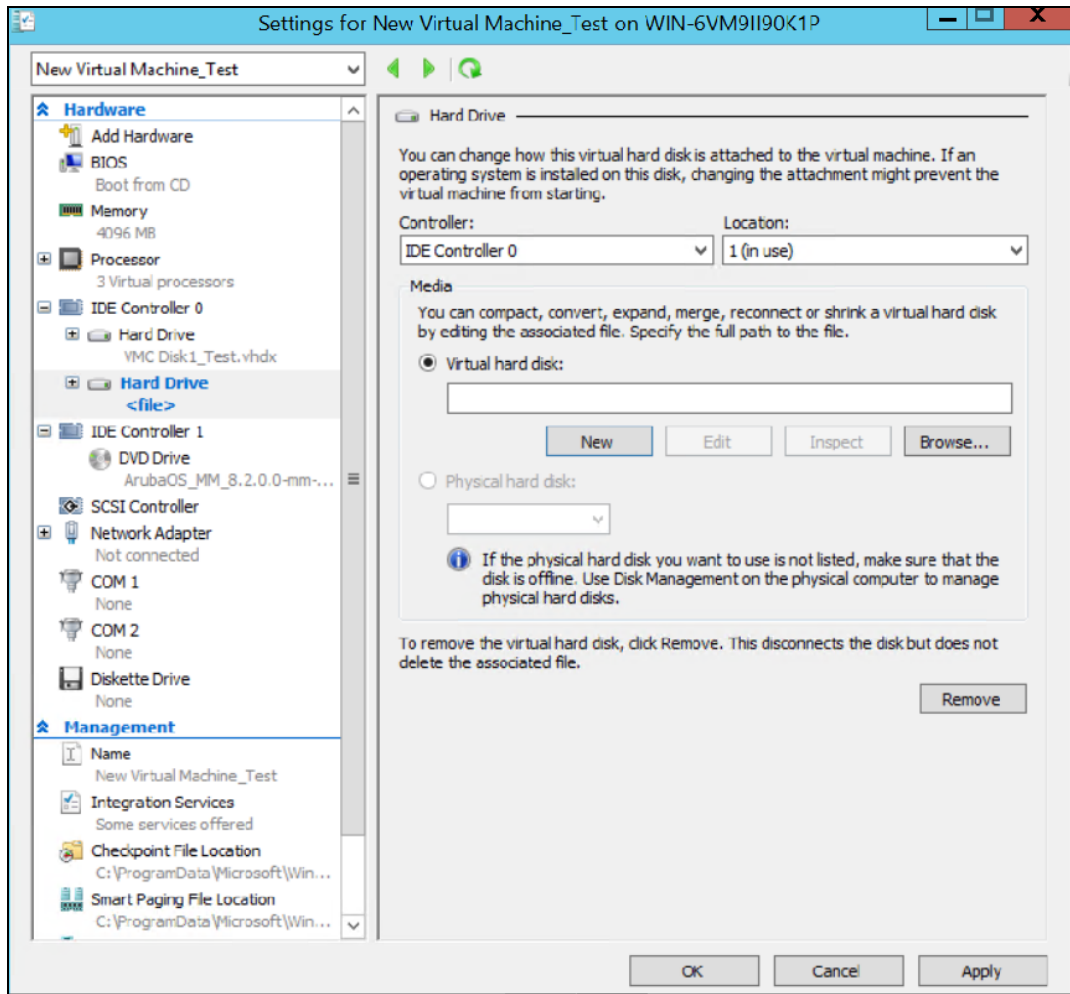 Settings for New Virtual Machine_Test on WIN-6VM9II90K1P
New Virtual Machine_Test
Hardware
Add Hardware
BIOS
Boot from CD
Memory
4096 MB
Processor
3 Virtual processors
IDE Controller 0
Hard Drive
VMC Disk1_Test.vhdx
Hard Drive
<file>
IDE Controller 1
DVD Drive
ArubaOS_MM_8.2.0.0-mm-...
SCSI Controller
Network Adapter
Not connected
COM 1
None
COM 2
None
Diskette Drive
None
Management
Name
New Virtual Machine_Test
Integration Services
Some services offered
Checkpoint File Location
C:\ProgramData\Microsoft\Win...
Smart Paging File Location
C:\ProgramData\Microsoft\Win...
Hard Drive
You can change how this virtual hard disk is attached to the virtual machine. If an
operating system is installed on this disk, changing the attachment might prevent the
virtual machine from starting.
Controller:
Location:
IDE Controller 0
1 (in use)
Media
You can compact, convert, expand, merge, reconnect or shrink a virtual hard disk
by editing the associated file. Specify the full path to the file.
Virtual hard disk:
New
Edit
Inspect
Browse...
Physical hard disk:
If the physical hard disk you want to use is not listed, make sure that the
disk is offline. Use Disk Management on the physical computer to manage
physical hard disks.
To remove the virtual hard disk, click Remove. This disconnects the disk but does not
delete the associated file.
Remove
OK
Cancel
Apply